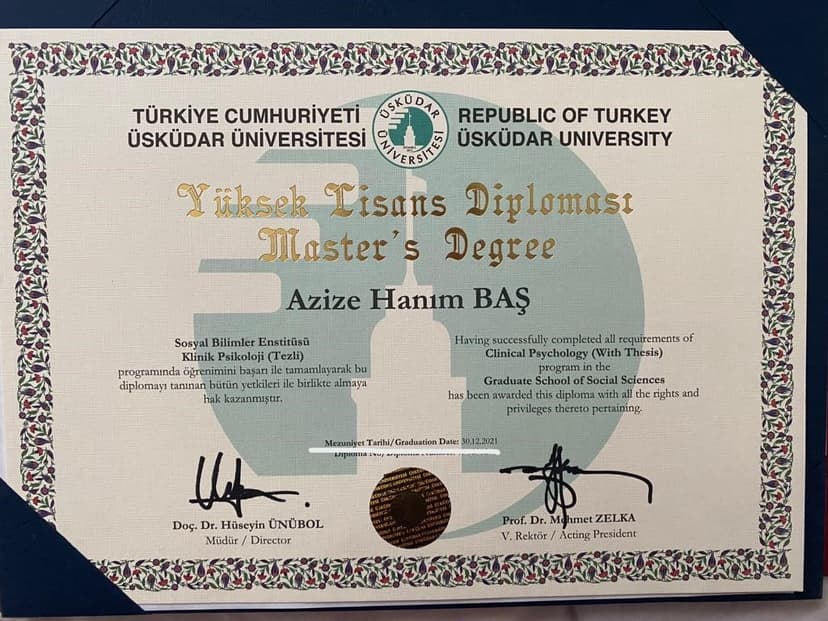 TÜRKİYE CUMHURİYETİ
ÜSKÜDAR ÜNİVERSİTESİ
ÜSKÜDAR ÜNİVERSİTESİ
REPUBLIC OF TURKEY
ÜSKÜDAR UNIVERSITY
Yüksek Lisans Diploması
Master's Degree
Azize Hanım BAŞ
Sosyal Bilimler Enstitüsü
Klinik Psikoloji (Tezli)
programında öğrenimini başarı ile tamamlayarak bu
diplomayı tanınan bütün yetkileri ile birlikte almaya
hak kazanmıştır.
Having successfully completed all requirements of
Clinical Psychology (With Thesis)
program in the
Graduate School of Social Sciences
has been awarded this diploma with all the rights and
privileges thereto pertaining.
Mezuniyet Tarihi/Graduation Date: 30.12.2021
Doç. Dr. Hüseyin ÜNÜBOL
Müdür / Director
Prof. Dr. Mehmet ZELKA
V. Rektör / Acting President